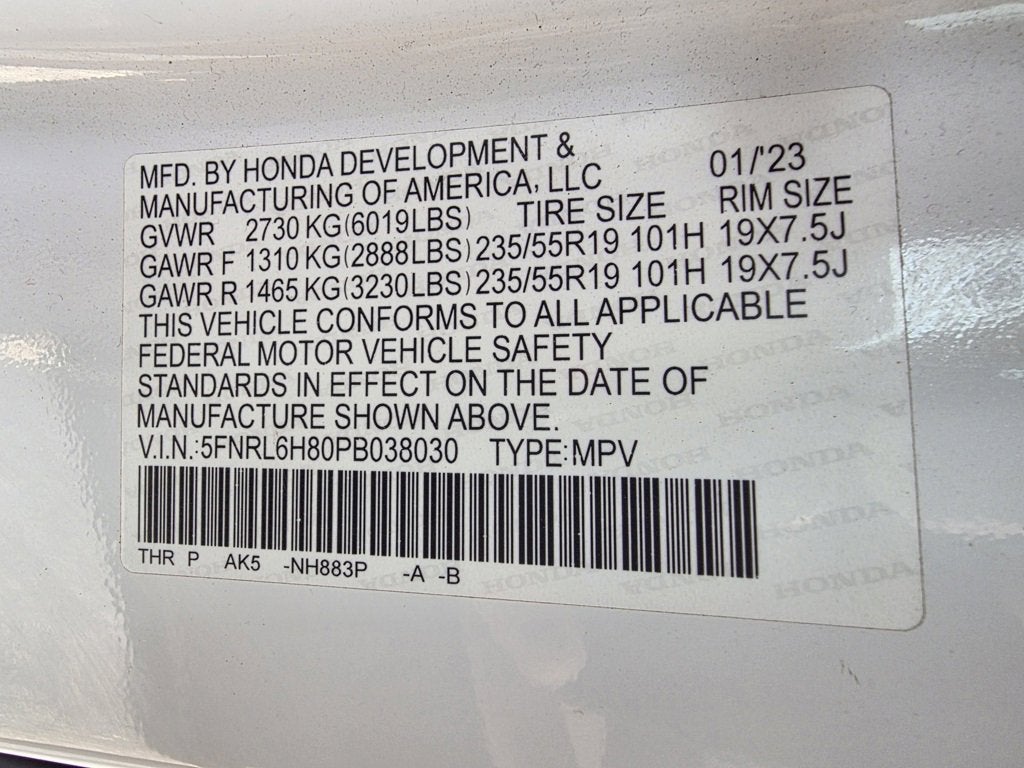 MFD. BY HONDA DEVELOPMENT &
MANUFACTURING OF AMERICA, LLC 01/'23
GVWR 2730 KG(6019LBS) TIRE SIZE RIM SIZE
GAWR F 1310 KG(2888LBS) 235/55R19 101H 19X7.5J
GAWR R 1465 KG(3230LBS) 235/55R19 101H 19X7.5J
THIS VEHICLE CONFORMS TO ALL APPLICABLE
FEDERAL MOTOR VEHICLE SAFETY
STANDARDS IN EFFECT ON THE DATE OF
MANUFACTURE SHOWN ABOVE.
V.I.N.:5FNRL6H80PB038030 TYPE:MPV
THR P AK5 -NH883P -A -B